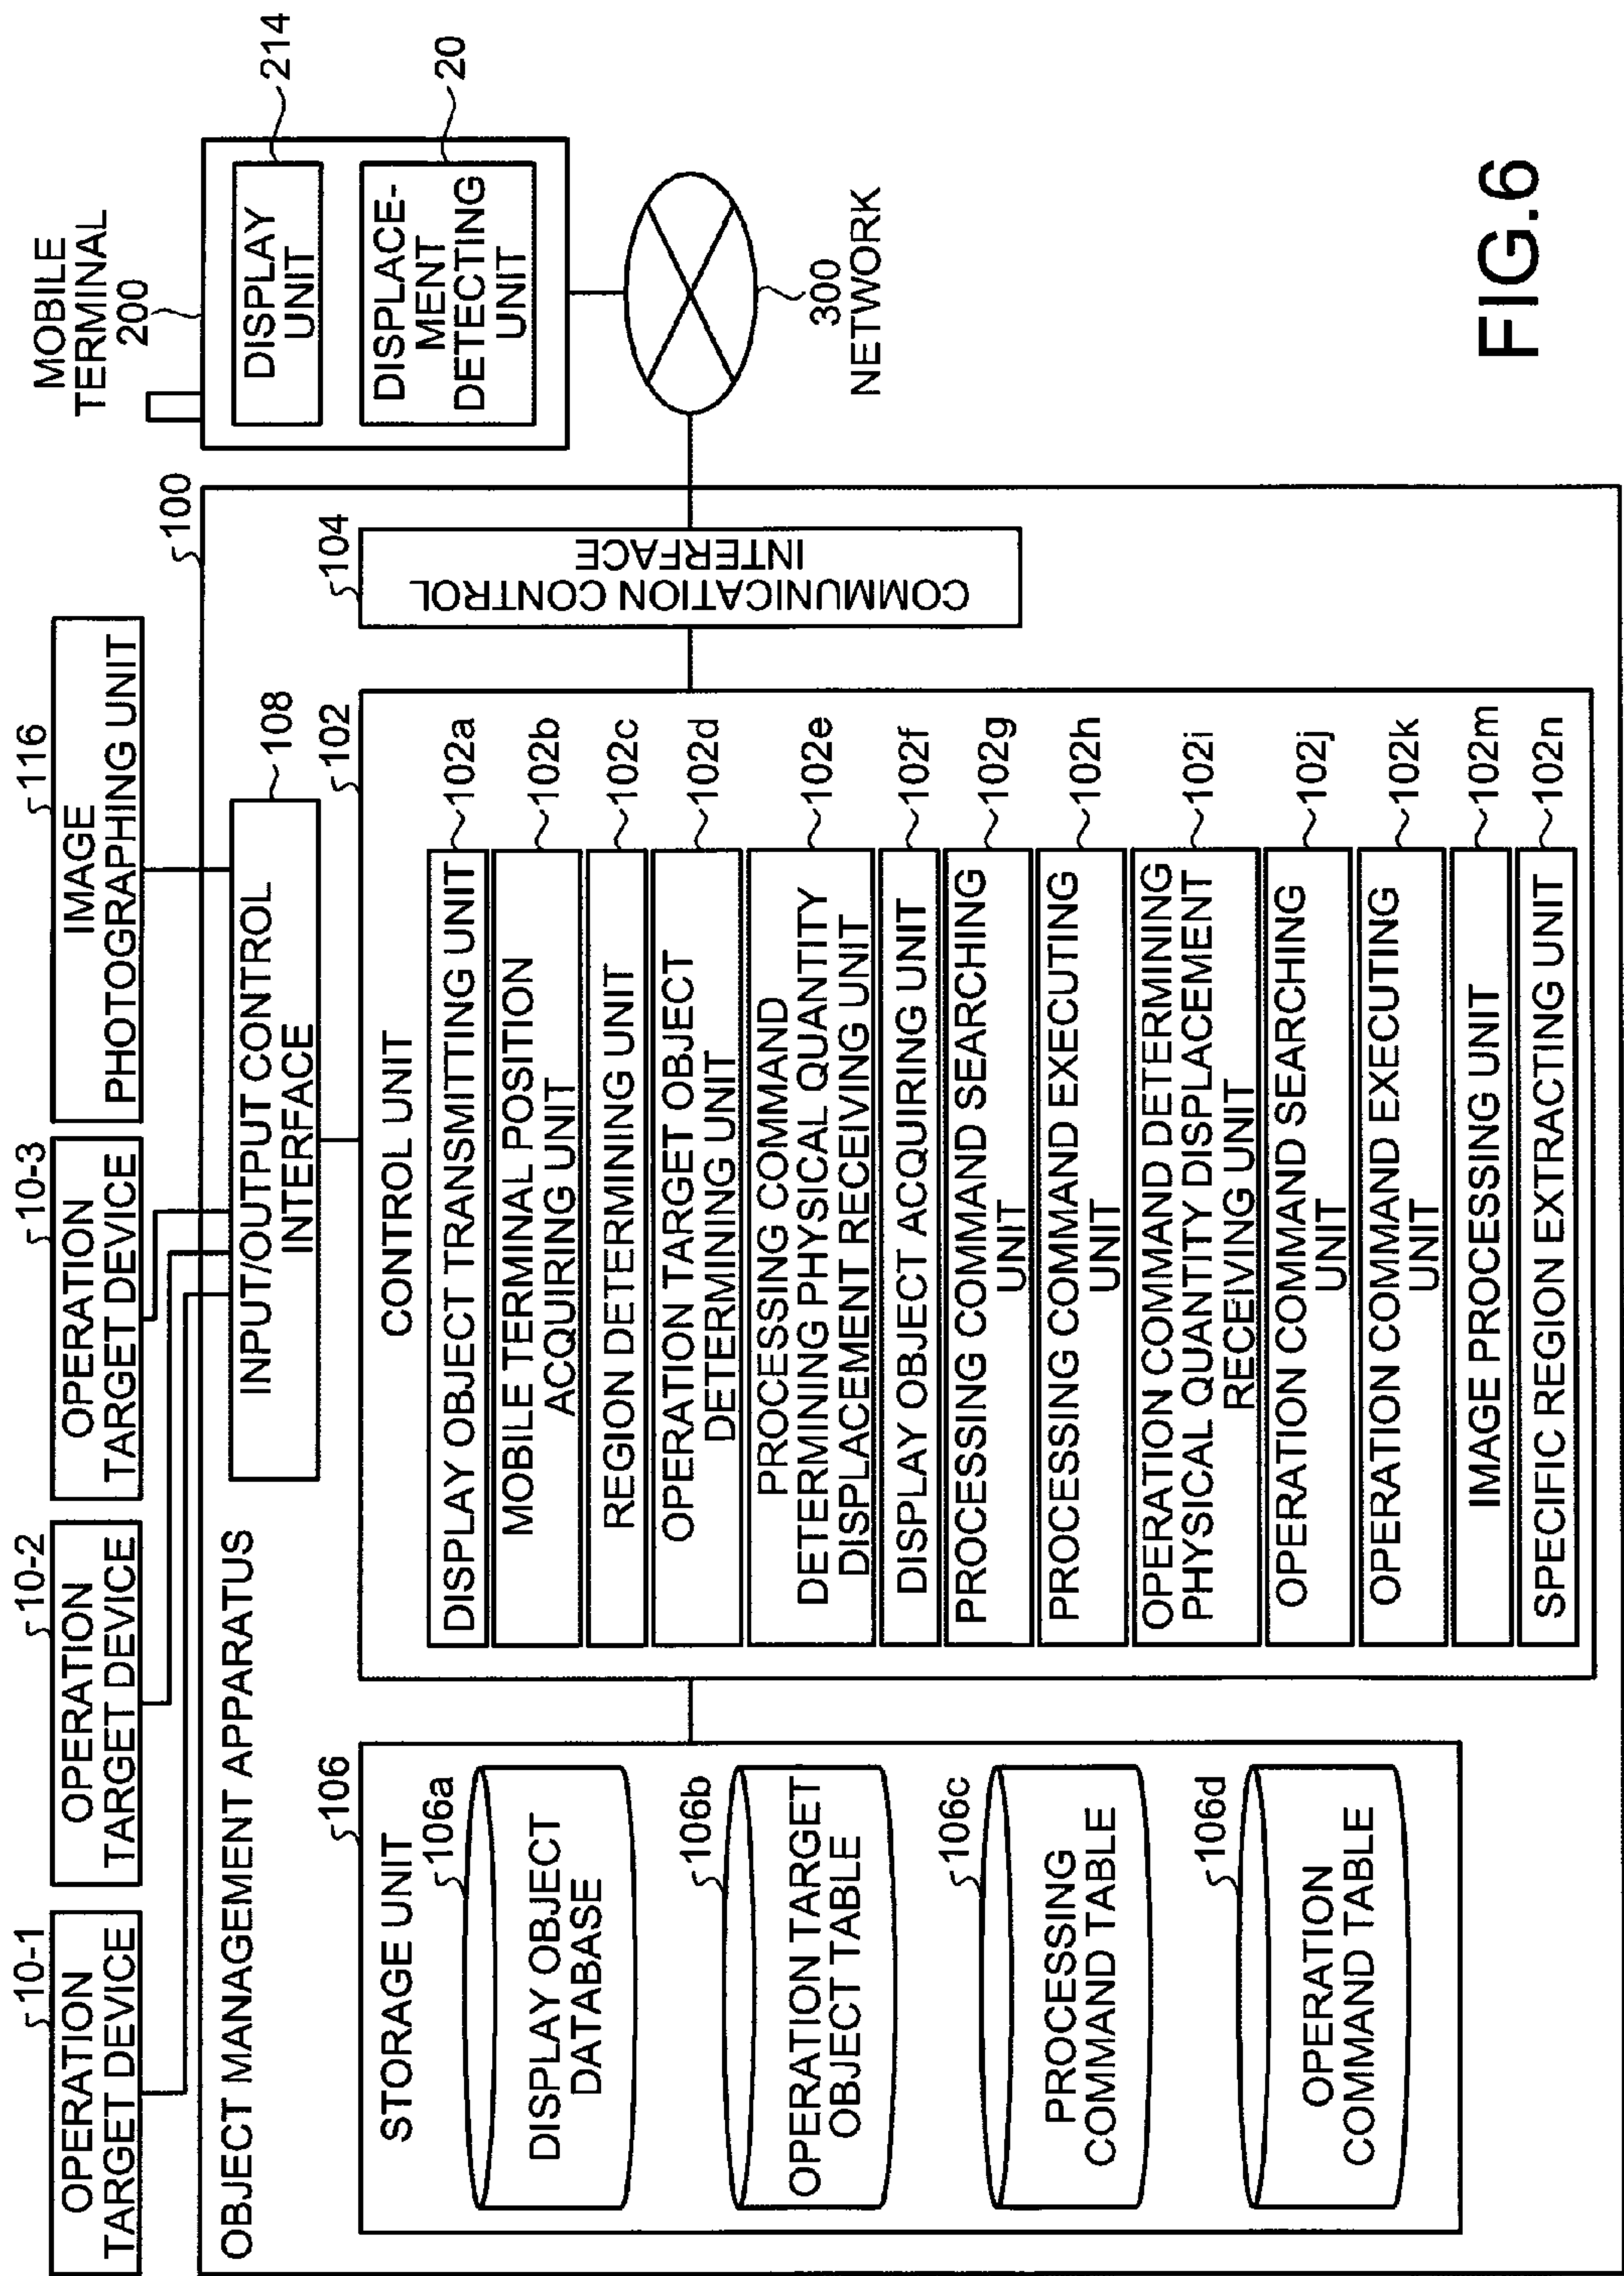 10-1
OPERATION
TARGET DEVICE
10-2
OPERATION
TARGET DEVICE
10-3
OPERATION
TARGET DEVICE
116
IMAGE
PHOTOGRAPHING UNIT
MOBILE
TERMINAL
200
DISPLAY
UNIT
214
DISPLACE-
MENT
DETECTING
UNIT
20
300
NETWORK
100
OBJECT MANAGEMENT APPARATUS
INPUT/OUTPUT CONTROL
INTERFACE
108
104
COMMUNICATION CONTROL
INTERFACE
106
STORAGE UNIT
106a
DISPLAY OBJECT
DATABASE
106b
OPERATION TARGET
OBJECT TABLE
106c
PROCESSING
COMMAND TABLE
106d
OPERATION
COMMAND TABLE
102
CONTROL UNIT
DISPLAY OBJECT TRANSMITTING UNIT
102a
MOBILE TERMINAL POSITION
ACQUIRING UNIT
102b
REGION DETERMINING UNIT
102c
OPERATION TARGET OBJECT
DETERMINING UNIT
102d
PROCESSING COMMAND
DETERMINING PHYSICAL QUANTITY
DISPLACEMENT RECEIVING UNIT
102e
DISPLAY OBJECT ACQUIRING UNIT
102f
PROCESSING COMMAND SEARCHING
UNIT
102g
PROCESSING COMMAND EXECUTING
UNIT
102h
OPERATION COMMAND DETERMINING
PHYSICAL QUANTITY DISPLACEMENT
RECEIVING UNIT
102i
OPERATION COMMAND SEARCHING
UNIT
102j
OPERATION COMMAND EXECUTING
UNIT
102k
IMAGE PROCESSING UNIT
102m
SPECIFIC REGION EXTRACTING UNIT
102n
FIG.6